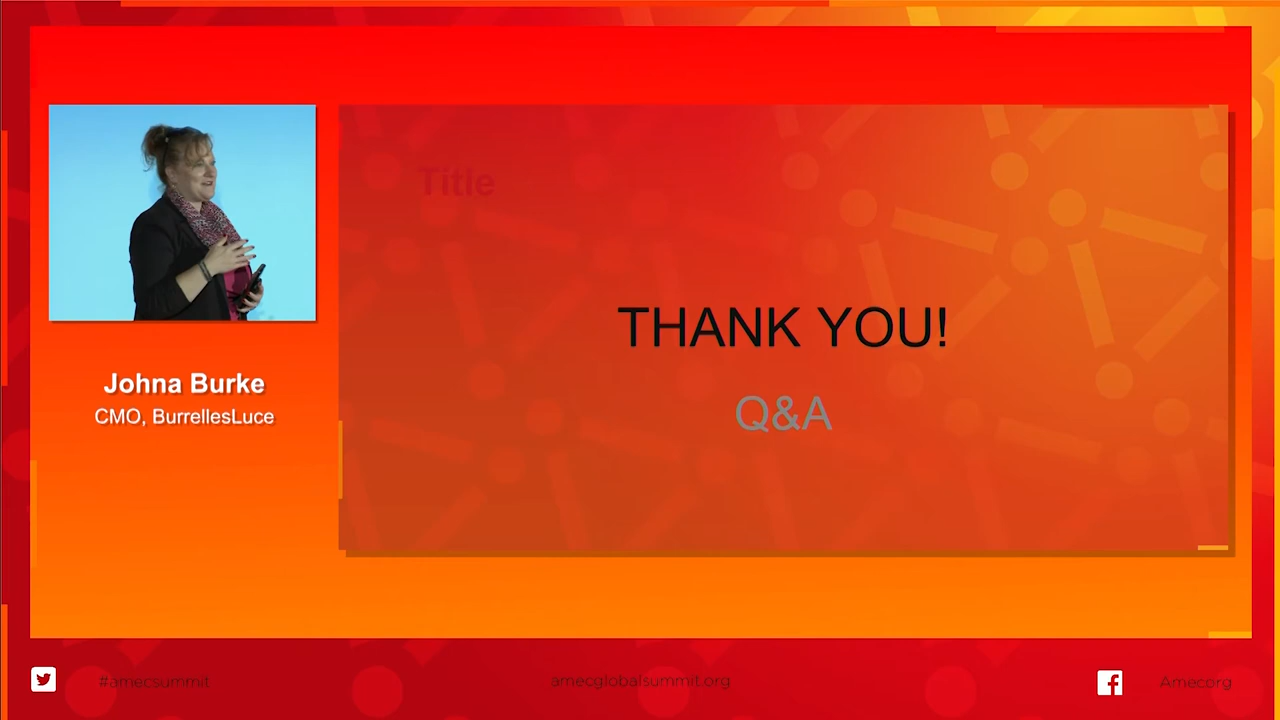 Title
THANK YOU!
Q&A
Johna Burke
CMO, BurrellesLuce
#amecsummit
amecglobalsummit.org
Amecorg